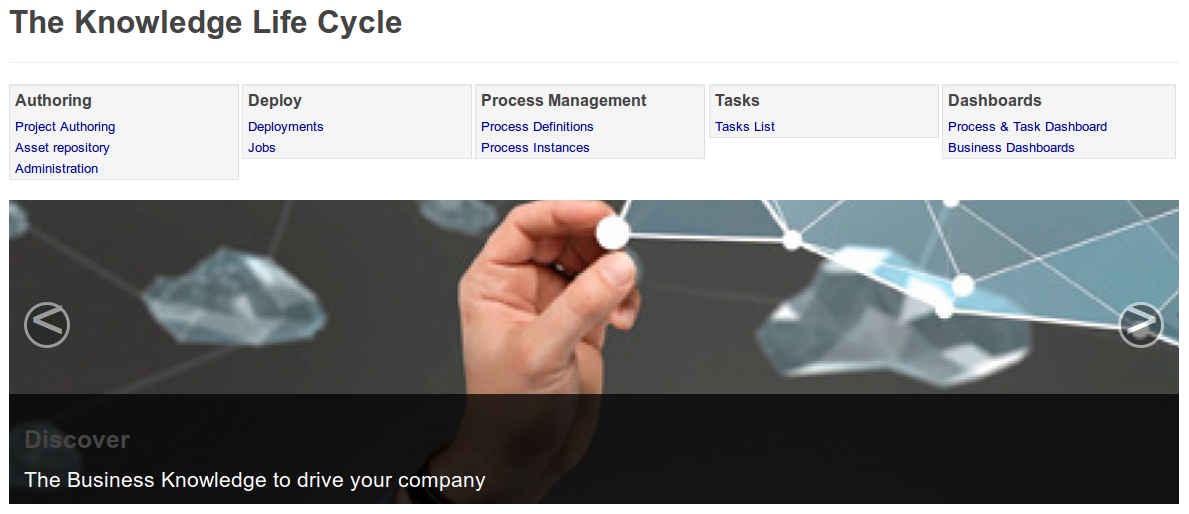 The Knowledge Life Cycle
Authoring
Project Authoring
Asset repository
Administration
Deploy
Deployments
Jobs
Process Management
Process Definitions
Process Instances
Tasks
Tasks List
Dashboards
Process & Task Dashboard
Business Dashboards
Discover
The Business Knowledge to drive your company